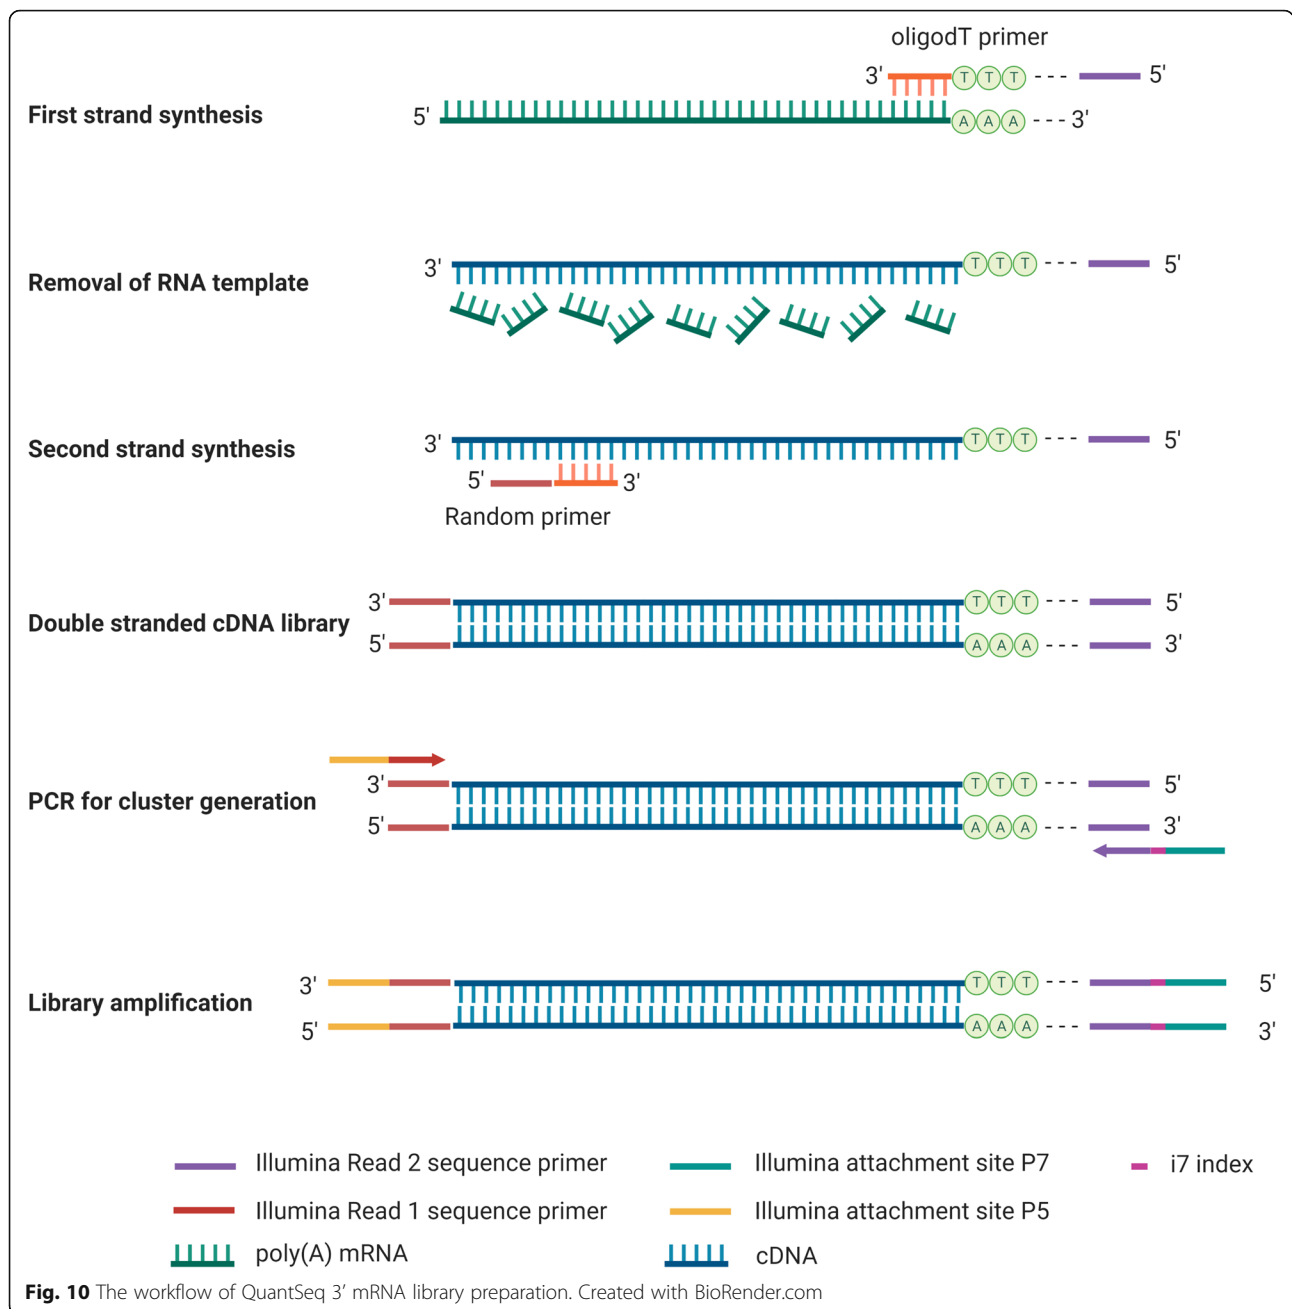 oligodT primer
3' T T T --- 5'
First strand synthesis
5' A A A --- 3'
Removal of RNA template
3' T T T --- 5'
Second strand synthesis
3' T T T --- 5'
5' 3'
Random primer
Double stranded cDNA library
3' T T T --- 5'
5' A A A --- 3'
PCR for cluster generation
3' T T T --- 5'
5' A A A --- 3'
Library amplification
3' T T T --- 5'
5' A A A --- 3'
Illumina Read 2 sequence primer
Illumina attachment site P7
i7 index
Illumina Read 1 sequence primer
Illumina attachment site P5
poly(A) mRNA
cDNA
Fig. 10 The workflow of QuantSeq 3’ mRNA library preparation. Created with BioRender.com